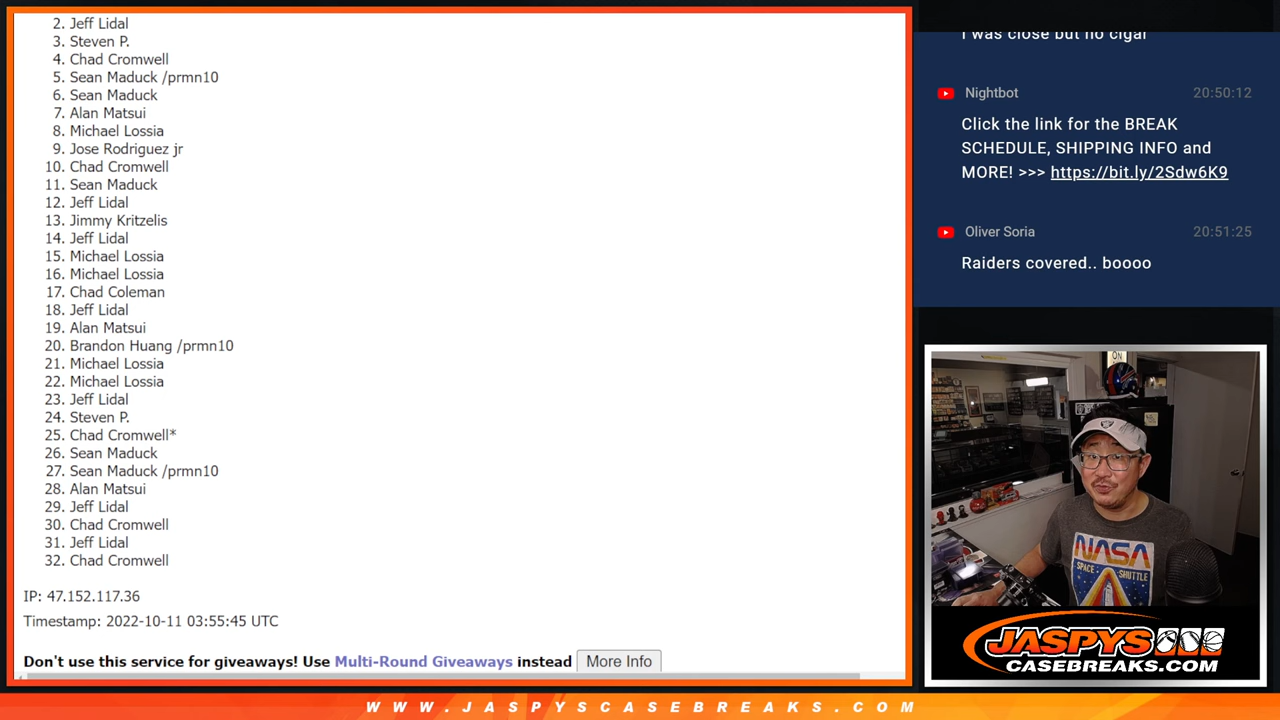 2. Jeff Lidal
3. Steven P.
4. Chad Cromwell
5. Sean Maduck /prmn10
6. Sean Maduck
7. Alan Matsui
8. Michael Lossia
9. Jose Rodriguez jr
10. Chad Cromwell
11. Sean Maduck
12. Jeff Lidal
13. Jimmy Kritzelis
14. Jeff Lidal
15. Michael Lossia
16. Michael Lossia
17. Chad Coleman
18. Jeff Lidal
19. Alan Matsui
20. Brandon Huang /prmn10
21. Michael Lossia
22. Michael Lossia
23. Jeff Lidal
24. Steven P.
25. Chad Cromwell*
26. Sean Maduck
27. Sean Maduck /prmn10
28. Alan Matsui
29. Jeff Lidal
30. Chad Cromwell
31. Jeff Lidal
32. Chad Cromwell
IP: 47.152.117.36
Timestamp: 2022-10-11 03:55:45 UTC
Don't use this service for giveaways! Use Multi-Round Giveaways instead More Info
I was close but no cigar
Nightbot 20:50:12
Click the link for the BREAK
SCHEDULE, SHIPPING INFO and
MORE! >>> https://bit.ly/2Sdw6K9
Oliver Soria 20:51:25
Raiders covered.. boooo
ON
NASA
SPACE SHUTTLE
JASPYS
CASEBREAKS.COM
WWW.JASPYSCASEBREAKS.COM